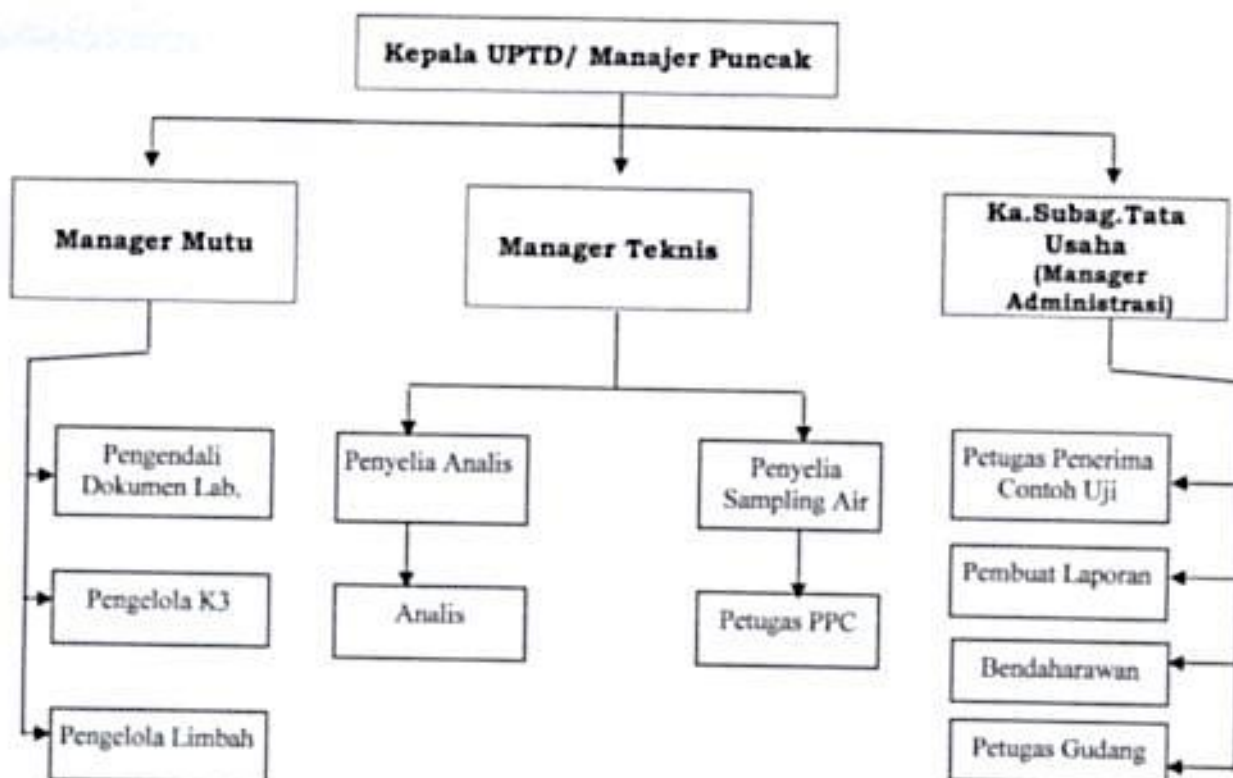 Kepala UPTD/ Manajer Puncak
Manager Mutu
Manager Teknis
Ka.Subag.Tata
Usaha
(Manager
Administrasi)
Pengendali
Dokumen Lab.
Pengelola K3
Pengelola Limbah
Penyelia Analis
Analis
Penyelia
Sampling Air
Petugas PPC
Petugas Penerima
Contoh Uji
Pembuat Laporan
Bendaharawan
Petugas Gudang